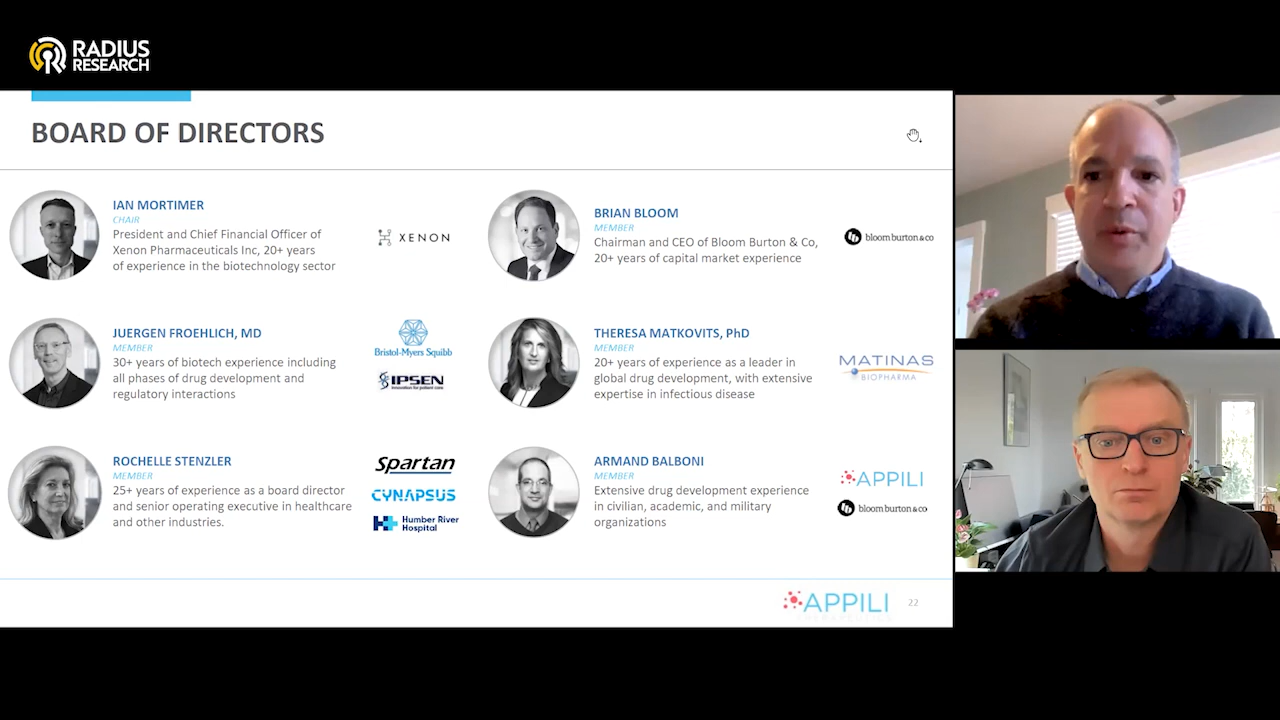 RADIUS
RESEARCH
BOARD OF DIRECTORS
IAN MORTIMER
CHAIR
President and Chief Financial Officer of
Xenon Pharmaceuticals Inc, 20+ years
of experience in the biotechnology sector
XENON
BRIAN BLOOM
MEMBER
Chairman and CEO of Bloom Burton & Co,
20+ years of capital market experience
bloom burton & co
JUERGEN FROEHLICH, MD
MEMBER
30+ years of biotech experience including
all phases of drug development and
regulatory interactions
Bristol-Myers Squibb
IPSEN
Innovation for patient care
THERESA MATKOVITS, PhD
MEMBER
20+ years of experience as a leader in
global drug development, with extensive
expertise in infectious disease
MATINAS
BIOPHARMA
ROCHELLE STENZLER
MEMBER
25+ years of experience as a board director
and senior operating executive in healthcare
and other industries.
Spartan
CYNAPSUS
Humber River
Hospital
ARMAND BALBONI
MEMBER
Extensive drug development experience
in civilian, academic, and military
organizations
APPILI
bloom burton & co
APPILI
THERAPEUTICS
22